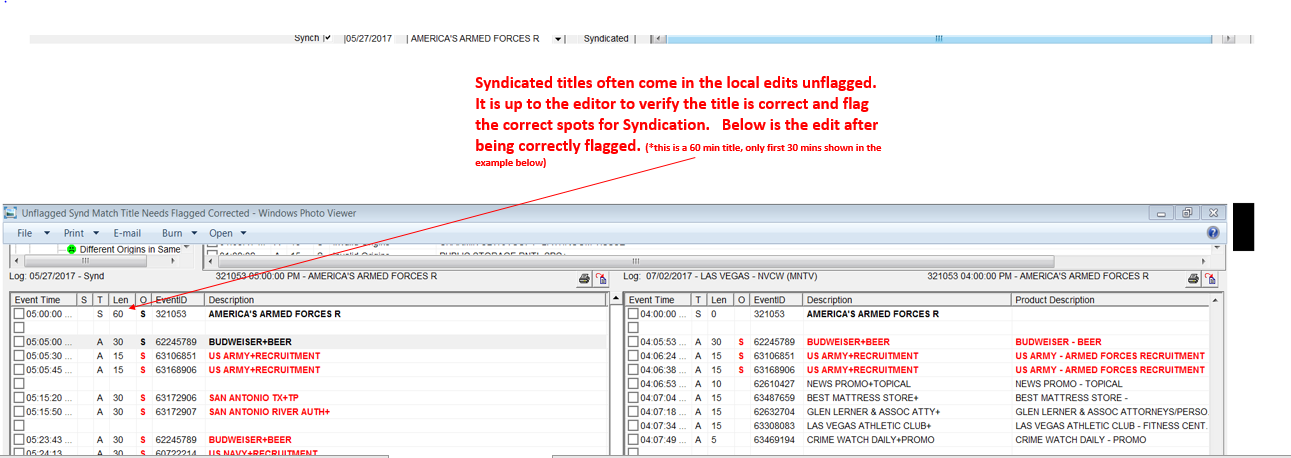 Synch 05/27/2017 AMERICA'S ARMED FORCES R Syndicated
Syndicated titles often come in the local edits unflagged.
It is up to the editor to verify the title is correct and flag
the correct spots for Syndication. Below is the edit after
being correctly flagged. (*this is a 60 min title, only first 30 mins shown in the
example below)
Unflagged Synd Match Title Needs Flagged Corrected - Windows Photo Viewer
File Print E-mail Burn Open
Different Origins in Same
Log: 05/27/2017 - Synd 321053 05:00:00 PM - AMERICA'S ARMED FORCES R
Event Time S T Len O EventID Description
05:00:00 ... S 60 S 321053 AMERICA'S ARMED FORCES R
05:05:00 ... A 30 S 62245789 BUDWEISER+BEER
05:05:30 ... A 15 S 63106851 US ARMY+RECRUITMENT
05:05:45 ... A 15 S 63168906 US ARMY+RECRUITMENT
05:15:20 ... A 30 S 63172906 SAN ANTONIO TX+TP
05:15:50 ... A 30 S 63172907 SAN ANTONIO RIVER AUTH+
05:23:43 ... A 30 S 62245789 BUDWEISER+BEER
05:24:13 A 30 S 60722214 US NAVY+RECRUITMENT
Log: 07/02/2017 - LAS VEGAS - NVCW (MNTV) 321053 04:00:00 PM - AMERICA'S ARMED FORCES R
Event Time T Len O EventID Description Product Description
04:00:00 ... S 0 321053 AMERICA'S ARMED FORCES R
04:05:53 ... A 30 S 62245789 BUDWEISER+BEER BUDWEISER - BEER
04:06:24 ... A 15 S 63106851 US ARMY+RECRUITMENT US ARMY - ARMED FORCES RECRUITMENT
04:06:38 ... A 15 S 63168906 US ARMY+RECRUITMENT US ARMY - ARMED FORCES RECRUITMENT
04:06:53 ... A 10 62610427 NEWS PROMO+TOPICAL NEWS PROMO - TOPICAL
04:07:04 ... A 15 63487659 BEST MATTRESS STORE+ BEST MATTRESS STORE -
04:07:18 ... A 15 62632704 GLEN LERNER & ASSOC ATTY+ GLEN LERNER & ASSOC ATTORNEYS/PERSO...
04:07:34 ... A 15 63308083 LAS VEGAS ATHLETIC CLUB+ LAS VEGAS ATHLETIC CLUB - FITNESS CENT...
04:07:49 ... A 5 63469194 CRIME WATCH DAILY+PROMO CRIME WATCH DAILY - PROMO